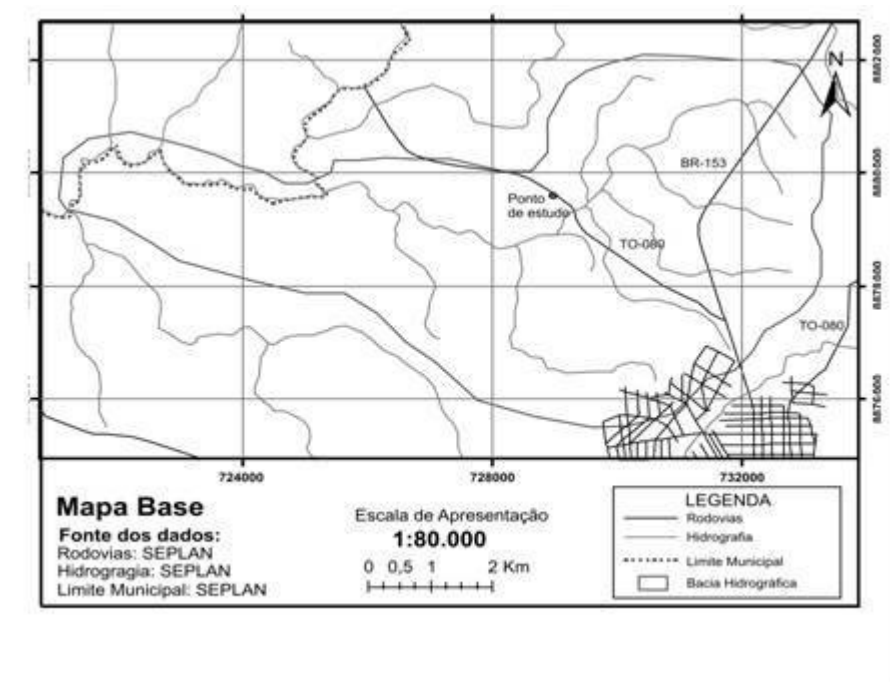 N
8882000
BR-153
8880000
Ponto
de estudo
TO-080
8878000
TO-080
8876000
724000
728000
732000
Mapa Base
Fonte dos dados:
Rodovias: SEPLAN
Hidrogragia: SEPLAN
Limite Municipal: SEPLAN
Escala de Apresentação
1:80.000
0 0,5 1 2 Km
LEGENDA
Rodovias
Hidrografia
Limite Municipal
Bacia Hidrográfica